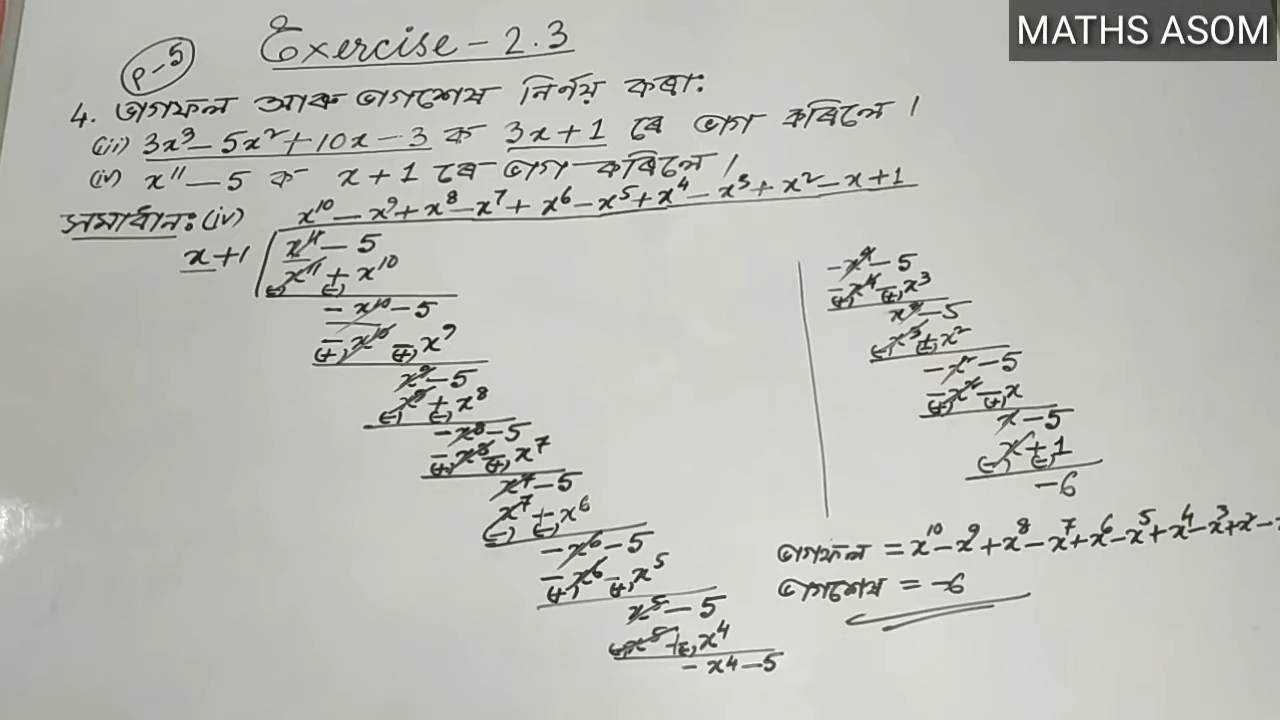 MATHS ASOM
P-5
Exercise - 2.3
4. ভাগফল আৰু ভাগশেষ নিৰ্ণয় কৰা:
(iii) 3x³ - 5x² + 10x - 3 ক 3x + 1 ৰে ভাগ কৰিলে।
(iv) x¹¹ - 5 ক x + 1 ৰে ভাগ কৰিলে।
সমাধান: (iv) x¹⁰ - x⁹ + x⁸ - x⁷ + x⁶ - x⁵ + x⁴ - x³ + x² - x + 1
x + 1 x¹¹ - 5
(-) x¹¹ + (-) x¹⁰
- x¹⁰ - 5
- (+) x¹⁰ - (+) x⁹
x⁹ - 5
(-) x⁹ + (-) x⁸
- x⁸ - 5
- (+) x⁸ - (+) x⁷
x⁷ - 5
(-) x⁷ + (-) x⁶
- x⁶ - 5
- (+) x⁶ - (+) x⁵
x⁵ - 5
(-) x⁵ + (-) x⁴
- x⁴ - 5
- x⁴ - 5
- (+) x⁴ - (+) x³
x³ - 5
(-) x³ + (-) x²
- x² - 5
- (+) x² - (+) x
x - 5
(-) x + (-) 1
- 6
ভাগফল = x¹⁰ - x⁹ + x⁸ - x⁷ + x⁶ - x⁵ + x⁴ - x³ + x² -
ভাগশেষ = -6